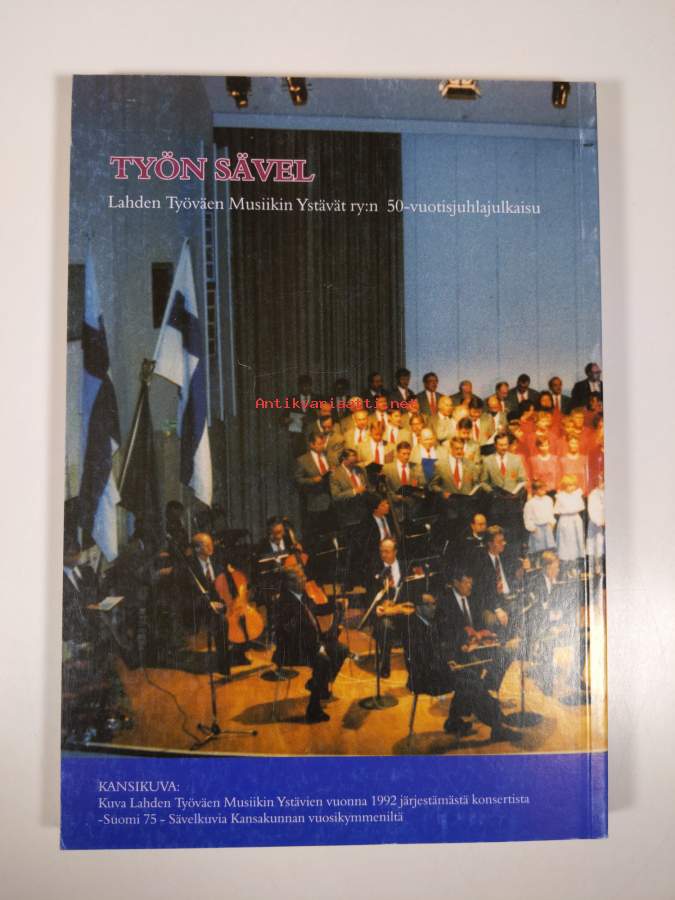 TYÖN SÄVEL
Lahden Työväen Musiikin Ystävät ry:n 50-vuotisjuhlajulkaisu
Antikvariaatti.net
KANSIKUVA:
Kuva Lahden Työväen Musiikin Ystävien vuonna 1992 järjestämästä konsertista
-Suomi 75 - Sävelkuvia Kansakunnan vuosikymmeniltä